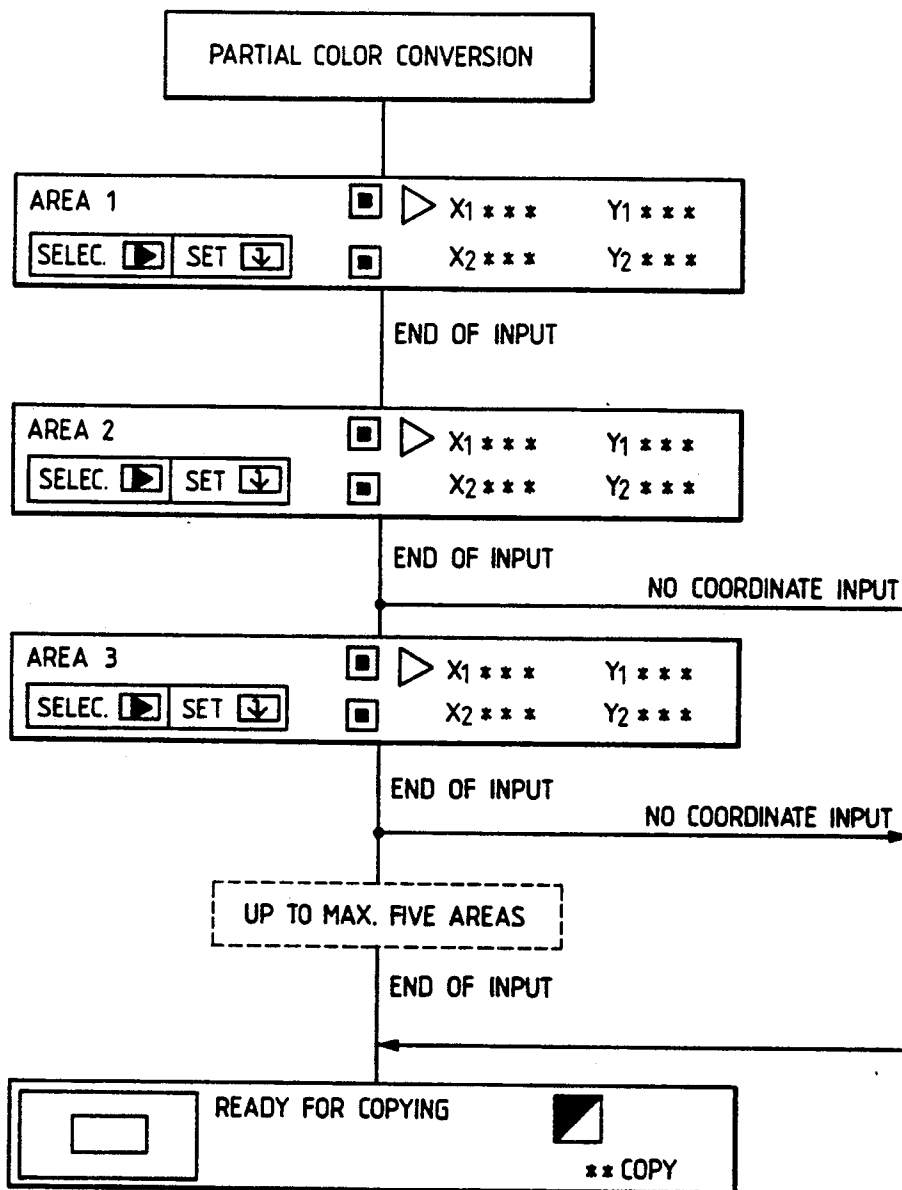 PARTIAL COLOR CONVERSION
AREA 1
X1 * * * Y1 * * *
SELEC. SET X2 * * * Y2 * * *
END OF INPUT
AREA 2
X1 * * * Y1 * * *
SELEC. SET X2 * * * Y2 * * *
END OF INPUT
NO COORDINATE INPUT
AREA 3
X1 * * * Y1 * * *
SELEC. SET X2 * * * Y2 * * *
END OF INPUT
NO COORDINATE INPUT
UP TO MAX. FIVE AREAS
END OF INPUT
READY FOR COPYING
** COPY